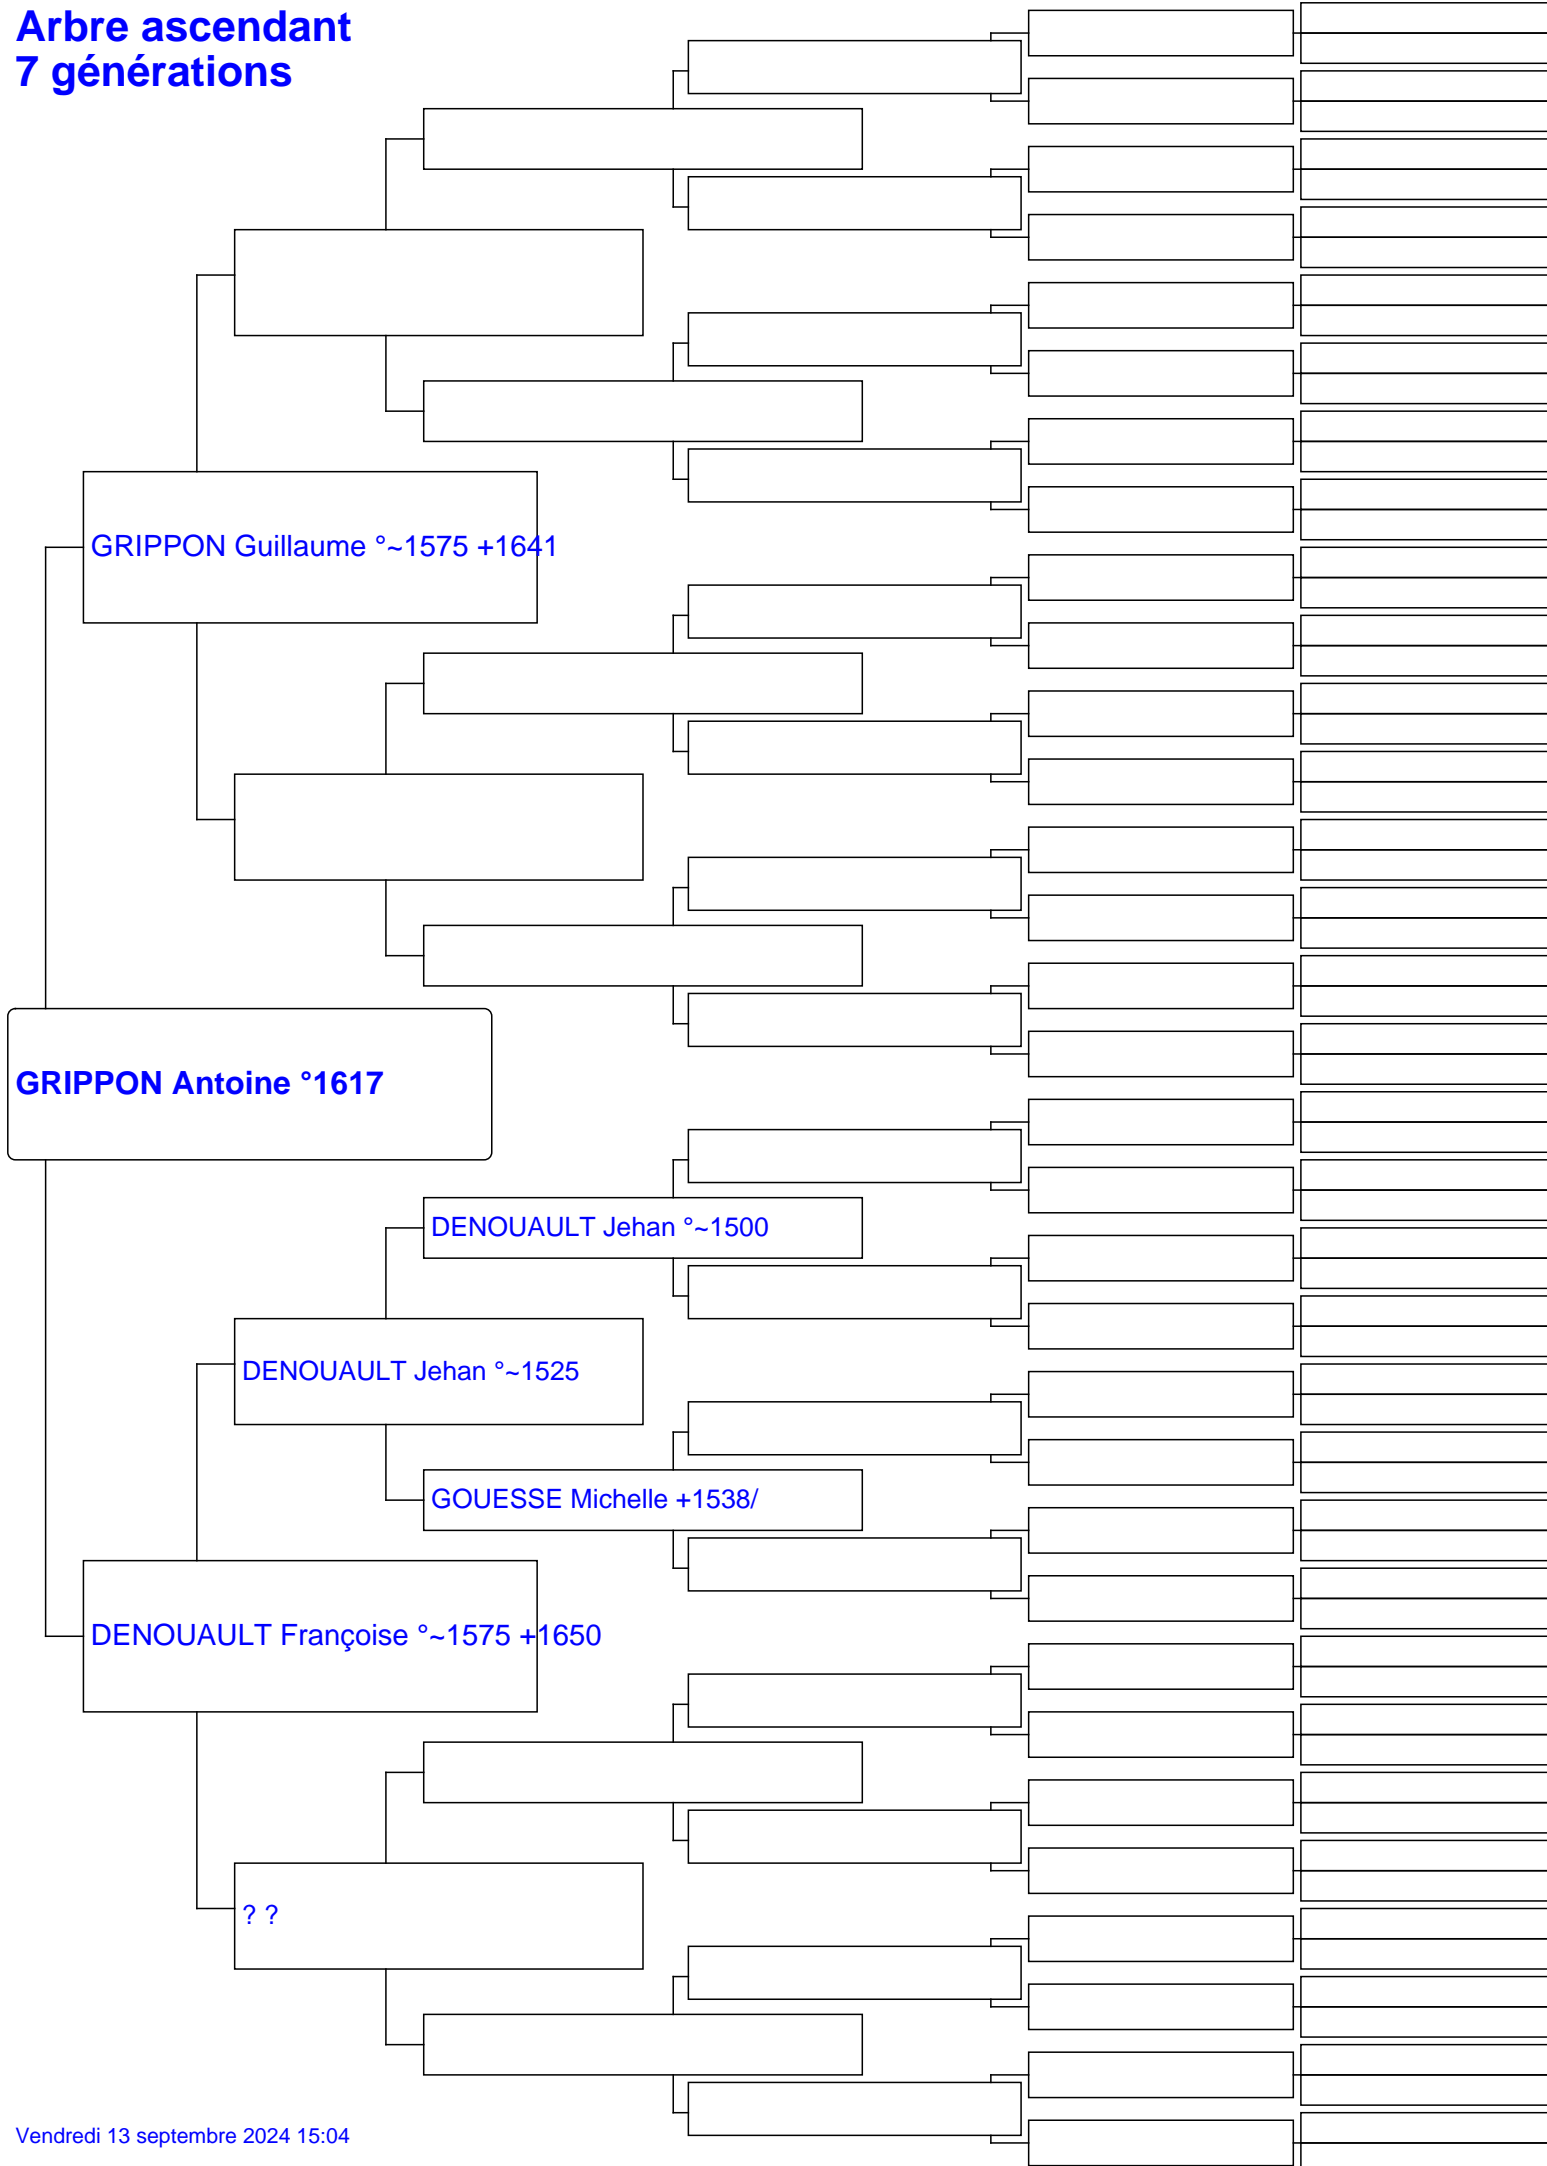 Arbre ascendant
7 générations
GRIPPON Guillaume °~1575 +1641
GRIPPON Antoine °1617
DENOUAULT Jehan °~1500
DENOUAULT Jehan °~1525
GOUESSE Michelle +1538/
DENOUAULT Françoise °~1575 +1650
? ?
Vendredi 13 septembre 2024 15:04